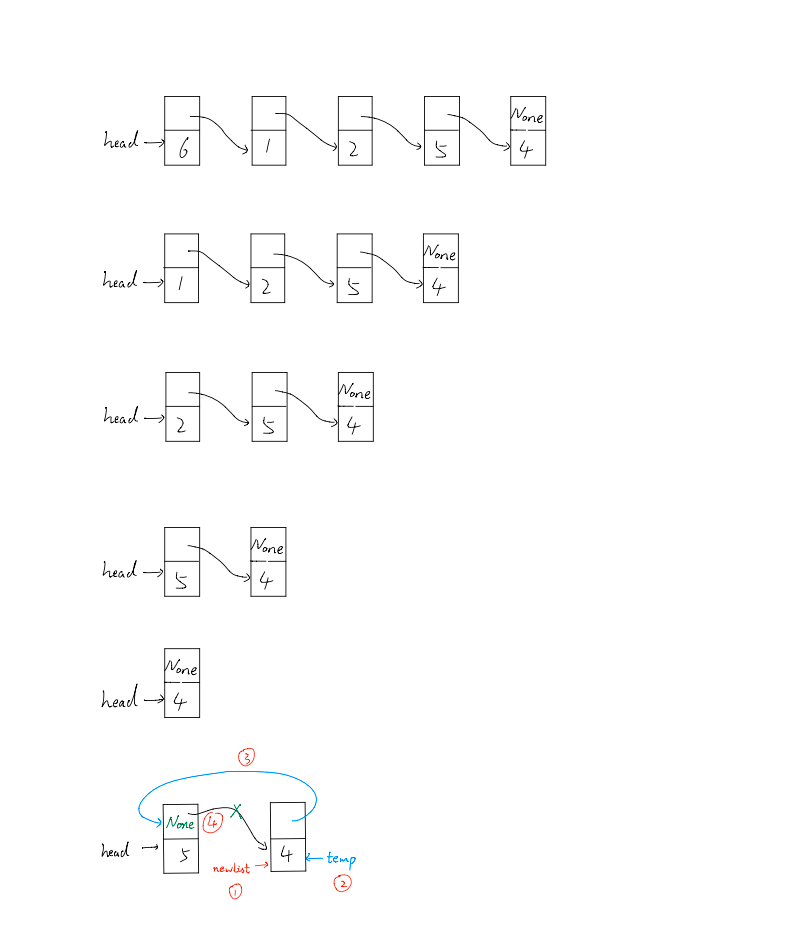 None
head 6 1 2 5 4
None
head 1 2 5 4
None
head 2 5 4
None
head 5 4
None
head 4
③
None ④
head 5 4 temp
newlist
① ②